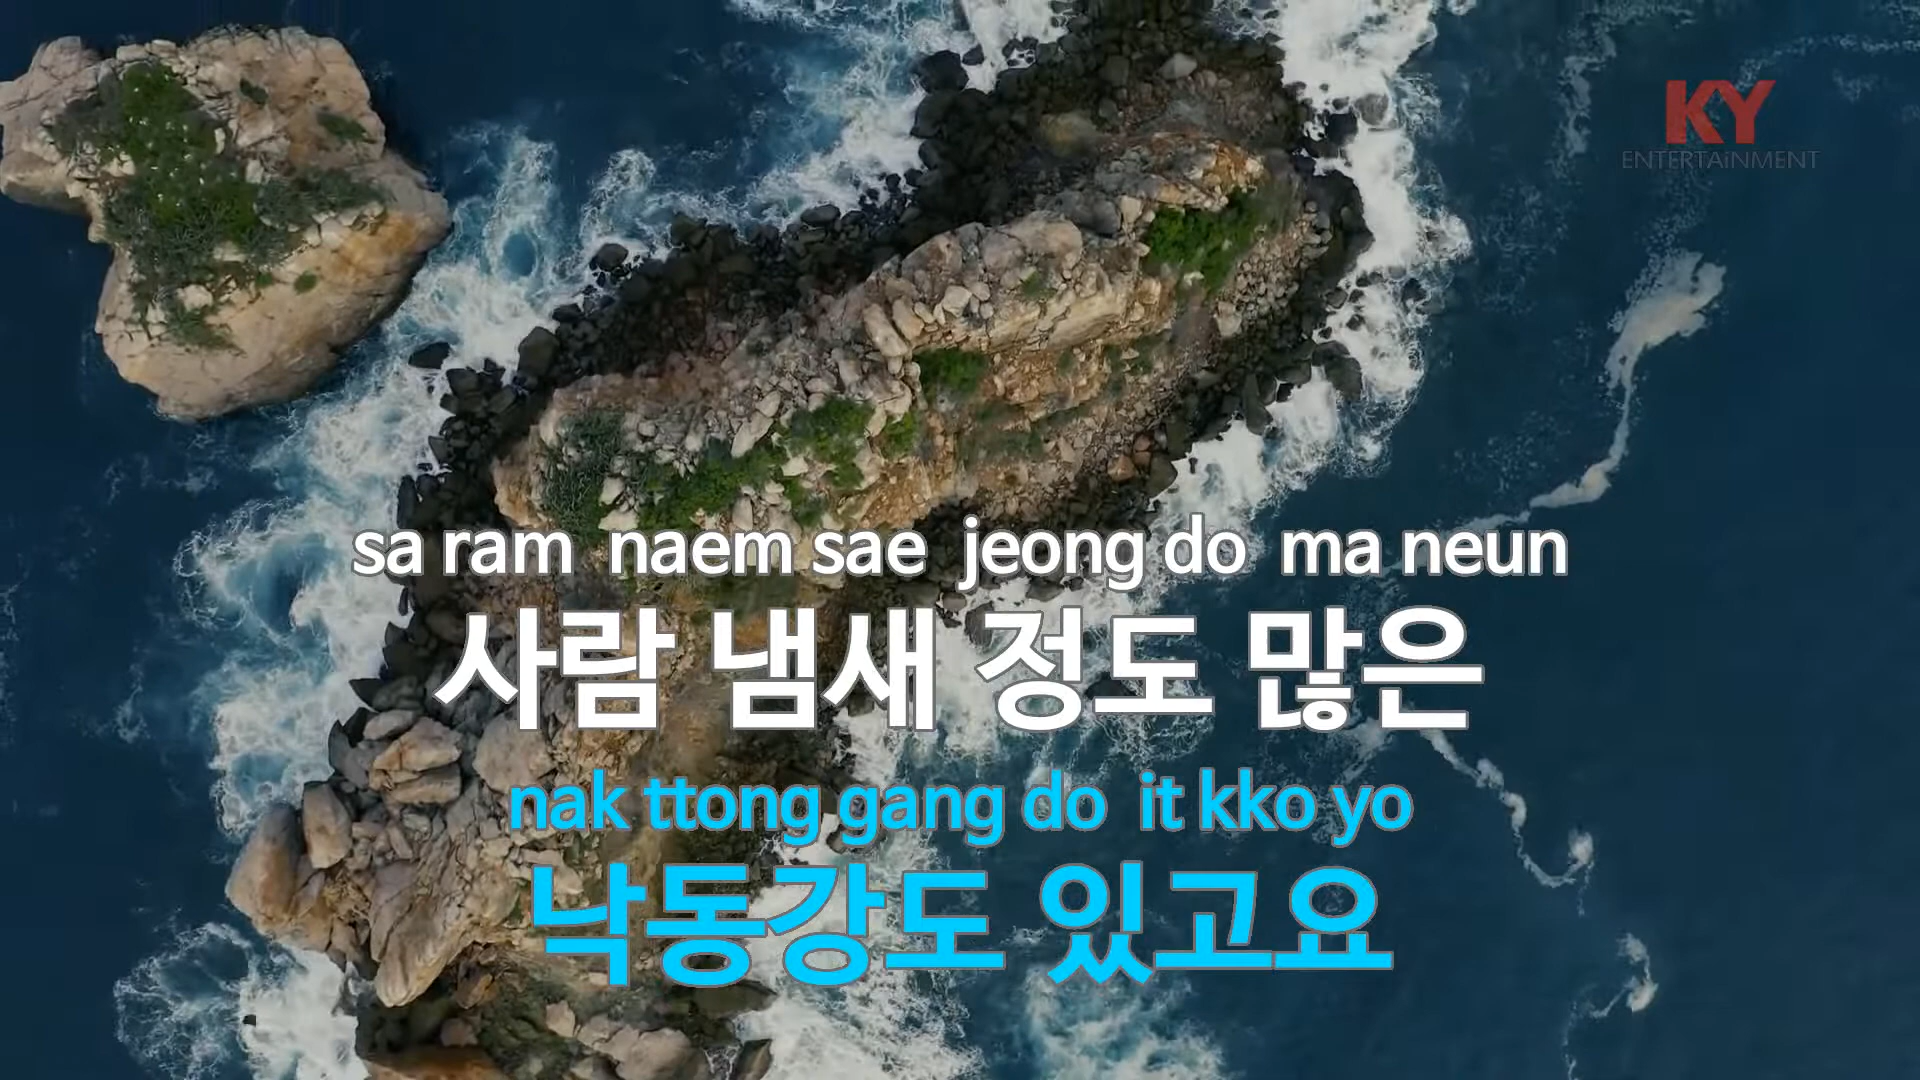 KY
ENTERTAiNMENT
sa ram naem sae jeong do ma neun
사람 냄새 정도 많은
nak ttong gang do it kko yo
낙동강도 있고요